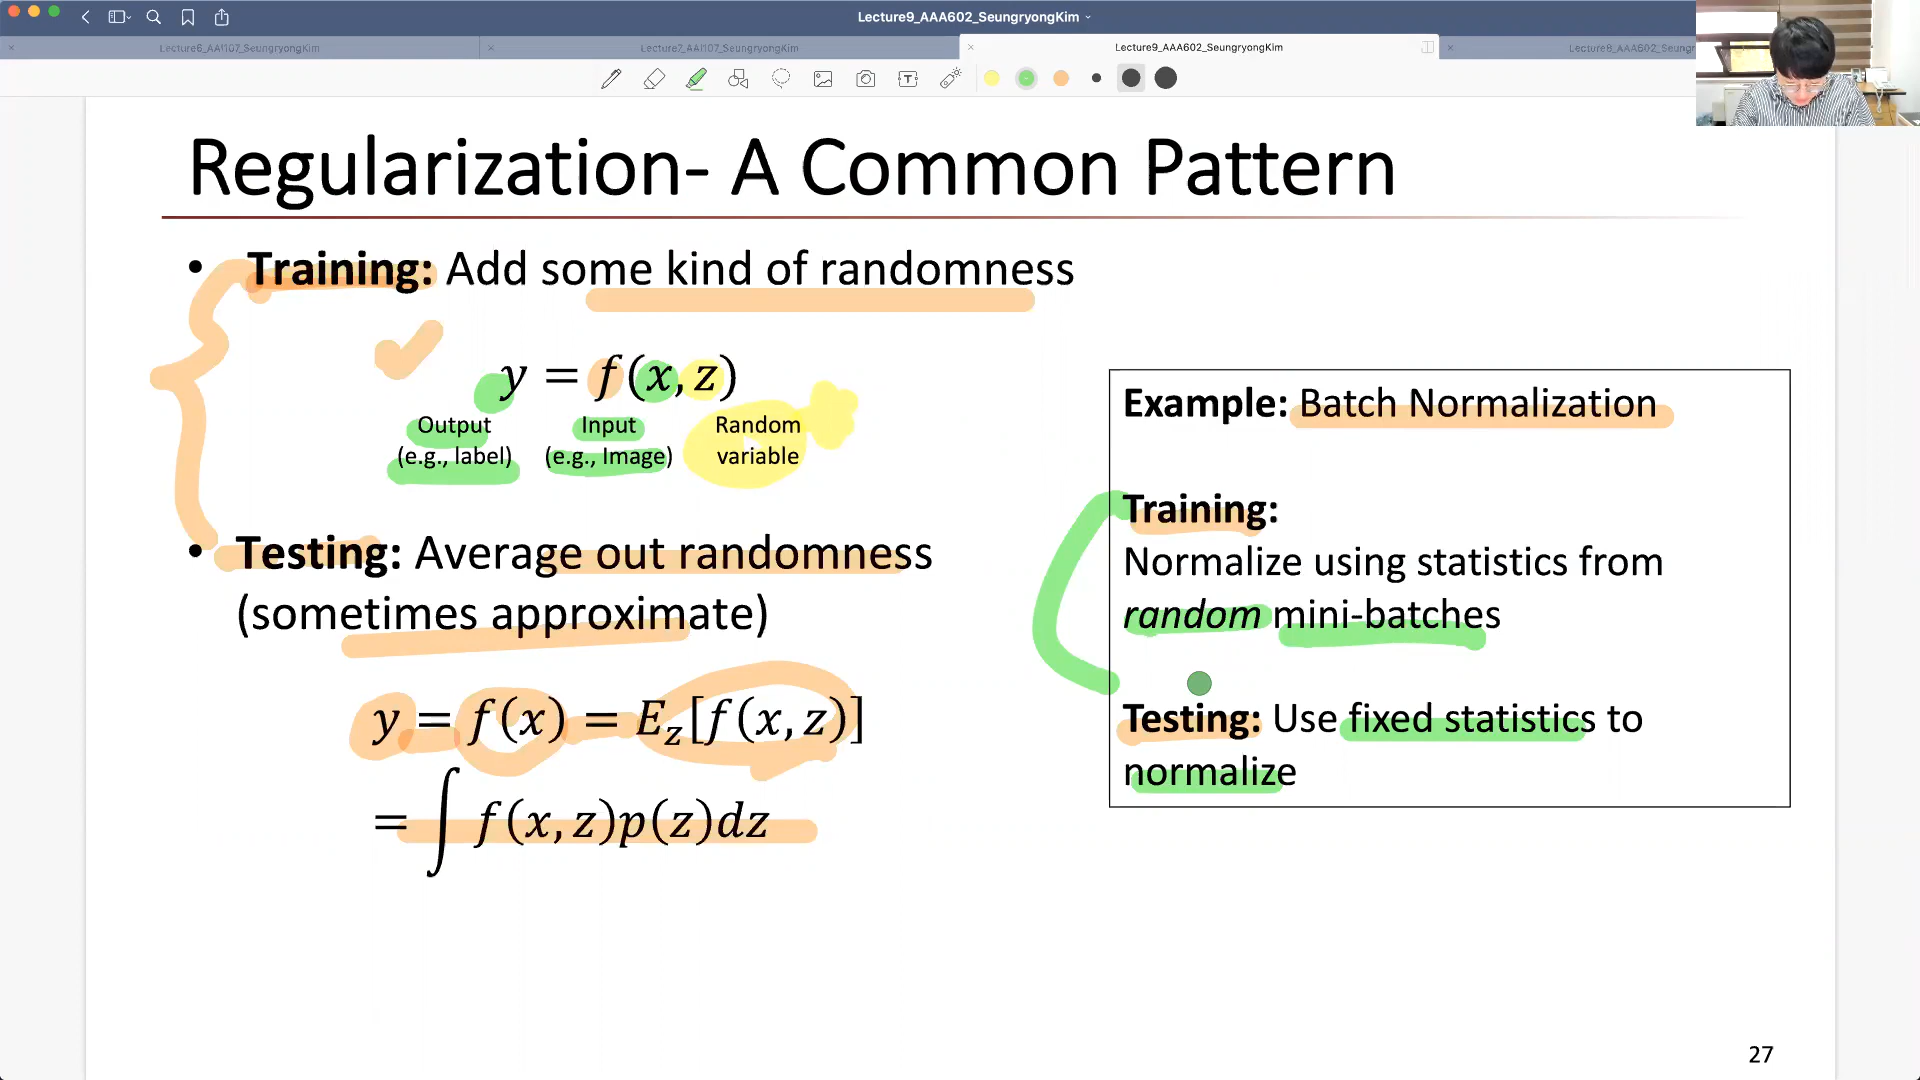 Lecture9_AAA602_SeungryongKim
Lecture6_AAI107_SeungryongKim
Lecture7_AAI107_SeungryongKim
Lecture9_AAA602_SeungryongKim
Lecture8_AAA602_Seungr
Regularization- A Common Pattern
• Training: Add some kind of randomness
y = f(x, z)
Output
(e.g., label)
Input
(e.g., Image)
Random
variable
• Testing: Average out randomness
(sometimes approximate)
y = f(x) = E_z[f(x, z)]
= ∫ f(x, z)p(z)dz
Example: Batch Normalization
Training:
Normalize using statistics from
random mini-batches
Testing: Use fixed statistics to
normalize
27